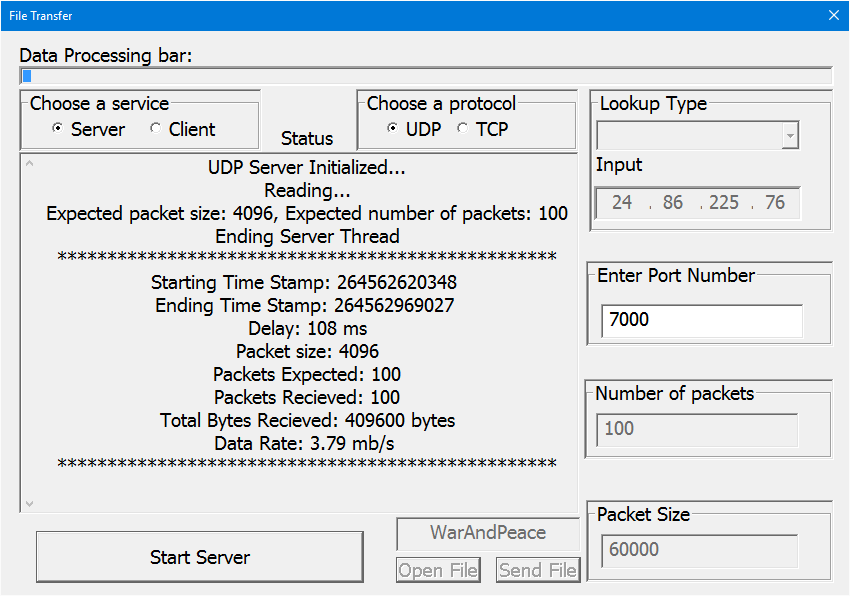 File Transfer
Data Processing bar:
Choose a service
Server
Client
Status
Choose a protocol
UDP
TCP
Lookup Type
Input
24 . 86 . 225 . 76
UDP Server Initialized...
Reading...
Expected packet size: 4096, Expected number of packets: 100
Ending Server Thread
**************************************************
Starting Time Stamp: 264562620348
Ending Time Stamp: 264562969027
Delay: 108 ms
Packet size: 4096
Packets Expected: 100
Packets Recieved: 100
Total Bytes Recieved: 409600 bytes
Data Rate: 3.79 mb/s
**************************************************
Enter Port Number
7000
Number of packets
100
Packet Size
60000
Start Server
WarAndPeace
Open File
Send File